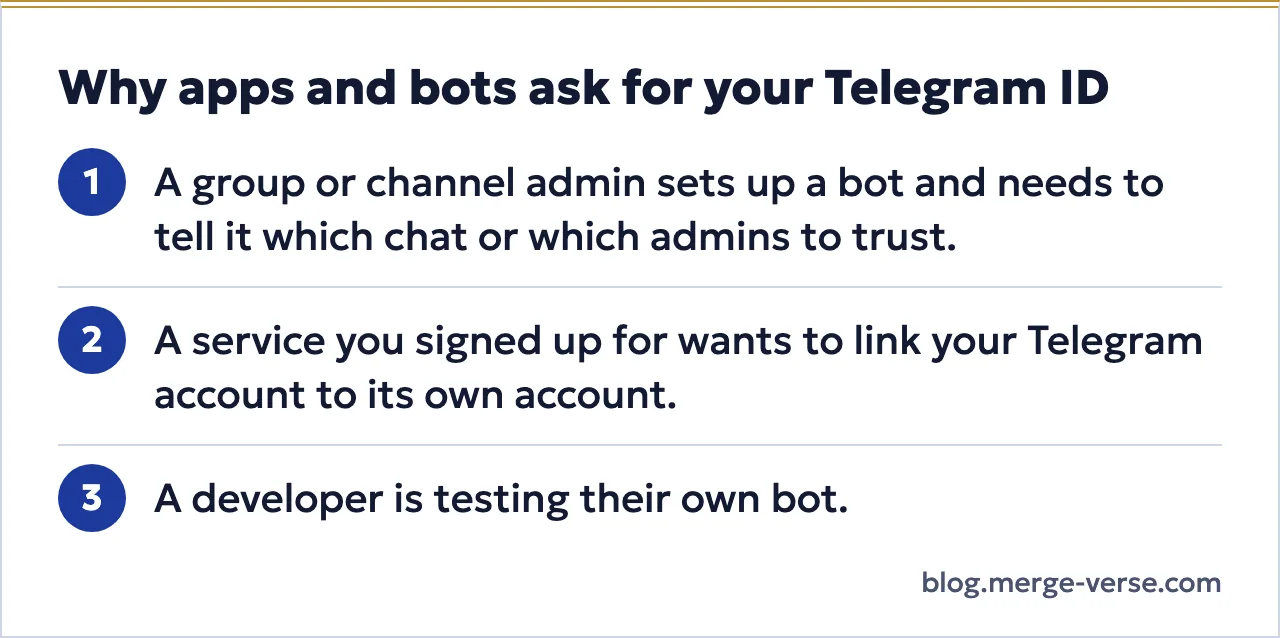 Why apps and bots ask for your Telegram ID
1
A group or channel admin sets up a bot and needs to
tell it which chat or which admins to trust.
2
A service you signed up for wants to link your Telegram
account to its own account.
3
A developer is testing their own bot.
blog.merge-verse.com